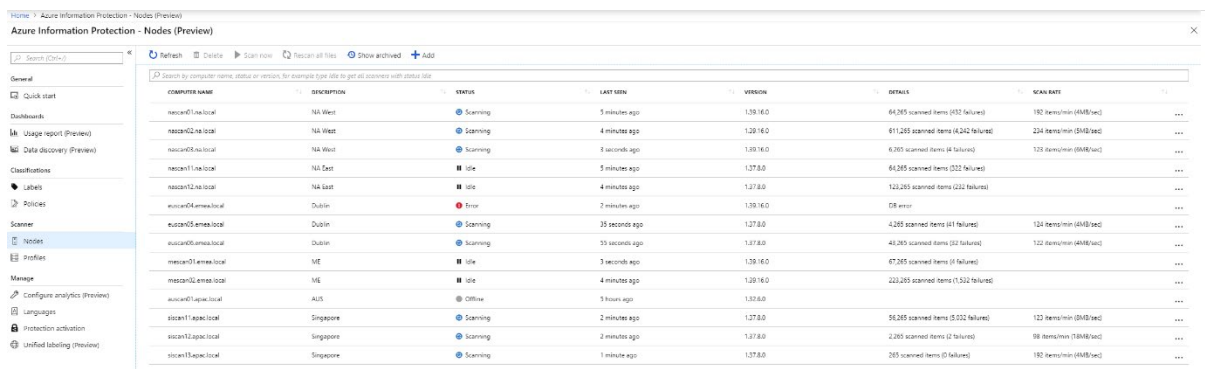 Home > Azure Information Protection - Nodes (Preview)
Azure Information Protection - Nodes (Preview)
Search (Ctrl+/)
Refresh Delete Scan now Rescan all files Show archived Add
Search by computer name, status or version, for example type Idle to get all scanners with status Idle
General
Quick start
Dashboards
Usage report (Preview)
Data discovery (Preview)
Classifications
Labels
Policies
Scanner
Nodes
Profiles
Manage
Configure analytics (Preview)
Languages
Protection activation
Unified labeling (Preview)
COMPUTER NAME DESCRIPTION STATUS LAST SEEN VERSION DETAILS SCAN RATE
nascan01.na.local NA West Scanning 5 minutes ago 1.39.16.0 64,265 scanned items (432 failures) 192 items/min (4MB/sec)
nascan02.na.local NA West Scanning 4 minutes ago 1.39.16.0 611,265 scanned items (4,242 failures) 234 items/min (5MB/sec)
nascan03.na.local NA West Scanning 3 seconds ago 1.39.16.0 6,265 scanned items (4 failures) 123 items/min (6MB/sec)
nascan11.na.local NA East Idle 5 minutes ago 1.37.8.0 64,265 scanned items (322 failures)
nascan12.na.local NA East Idle 4 minutes ago 1.37.8.0 123,265 scanned items (232 failures)
euscan04.emea.local Dublin Error 2 minutes ago 1.39.16.0 DB error
euscan05.emea.local Dublin Scanning 35 seconds ago 1.37.8.0 4,265 scanned items (41 failures) 124 items/min (4MB/sec)
euscan06.emea.local Dublin Scanning 55 seconds ago 1.37.8.0 43,265 scanned items (32 failures) 122 items/min (4MB/sec)
mescan01.emea.local ME Idle 3 seconds ago 1.39.16.0 67,265 scanned items (4 failures)
mescan02.emea.local ME Idle 4 minutes ago 1.39.16.0 223,265 scanned items (1,532 failures)
auscan01.apac.local AUS Offline 5 hours ago 1.32.6.0
siscan11.apac.local Singapore Scanning 2 minutes ago 1.37.8.0 56,265 scanned items (5,032 failures) 123 items/min (8MB/sec)
siscan12.apac.local Singapore Scanning 2 minutes ago 1.37.8.0 2,265 scanned items (2 failures) 98 items/min (18MB/sec)
siscan13.apac.local Singapore Scanning 1 minute ago 1.37.8.0 265 scanned items (0 failures) 192 items/min (4MB/sec)